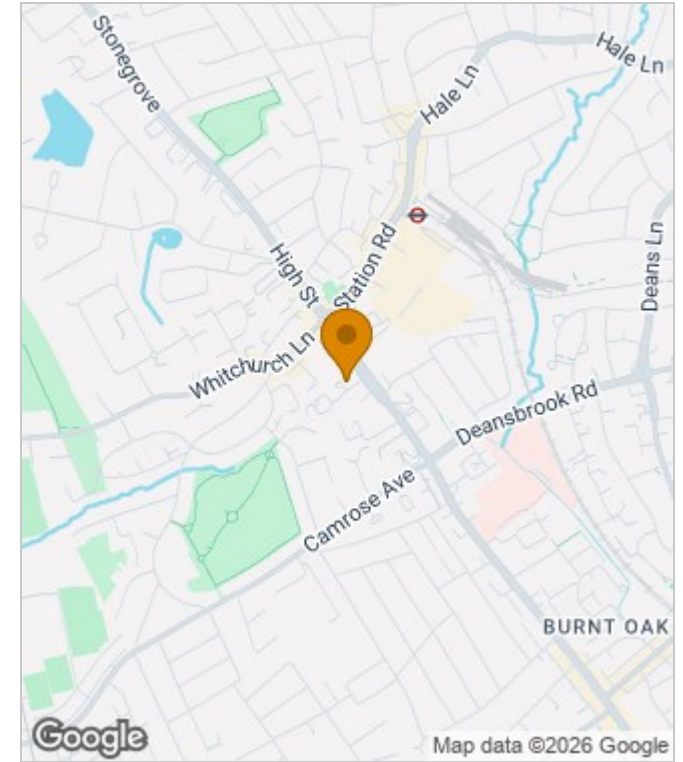 Stonegrove
Hale Ln
Hale Ln
Deans Ln
High St
Station Rd
Whitchurch Ln
Deansbrook Rd
Camrose Ave
BURNT OAK
Google
Map data ©2026 Google